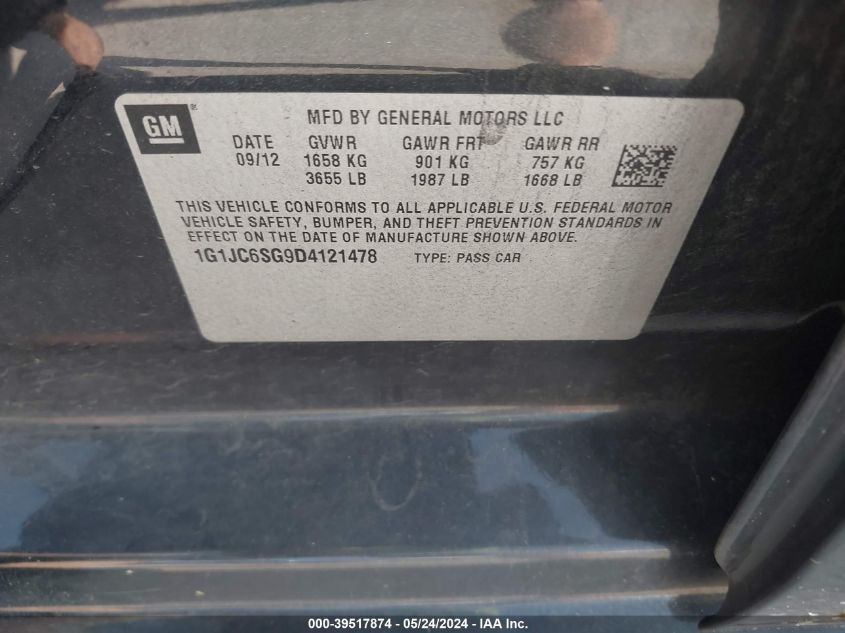 GM ®
MFD BY GENERAL MOTORS LLC
DATE GVWR GAWR FRT GAWR RR
09/12 1658 KG 901 KG 757 KG
3655 LB 1987 LB 1668 LB
THIS VEHICLE CONFORMS TO ALL APPLICABLE U.S. FEDERAL MOTOR
VEHICLE SAFETY, BUMPER, AND THEFT PREVENTION STANDARDS IN
EFFECT ON THE DATE OF MANUFACTURE SHOWN ABOVE.
1G1JC6SG9D4121478 TYPE: PASS CAR
000-39517874 - 05/24/2024 - IAA Inc.